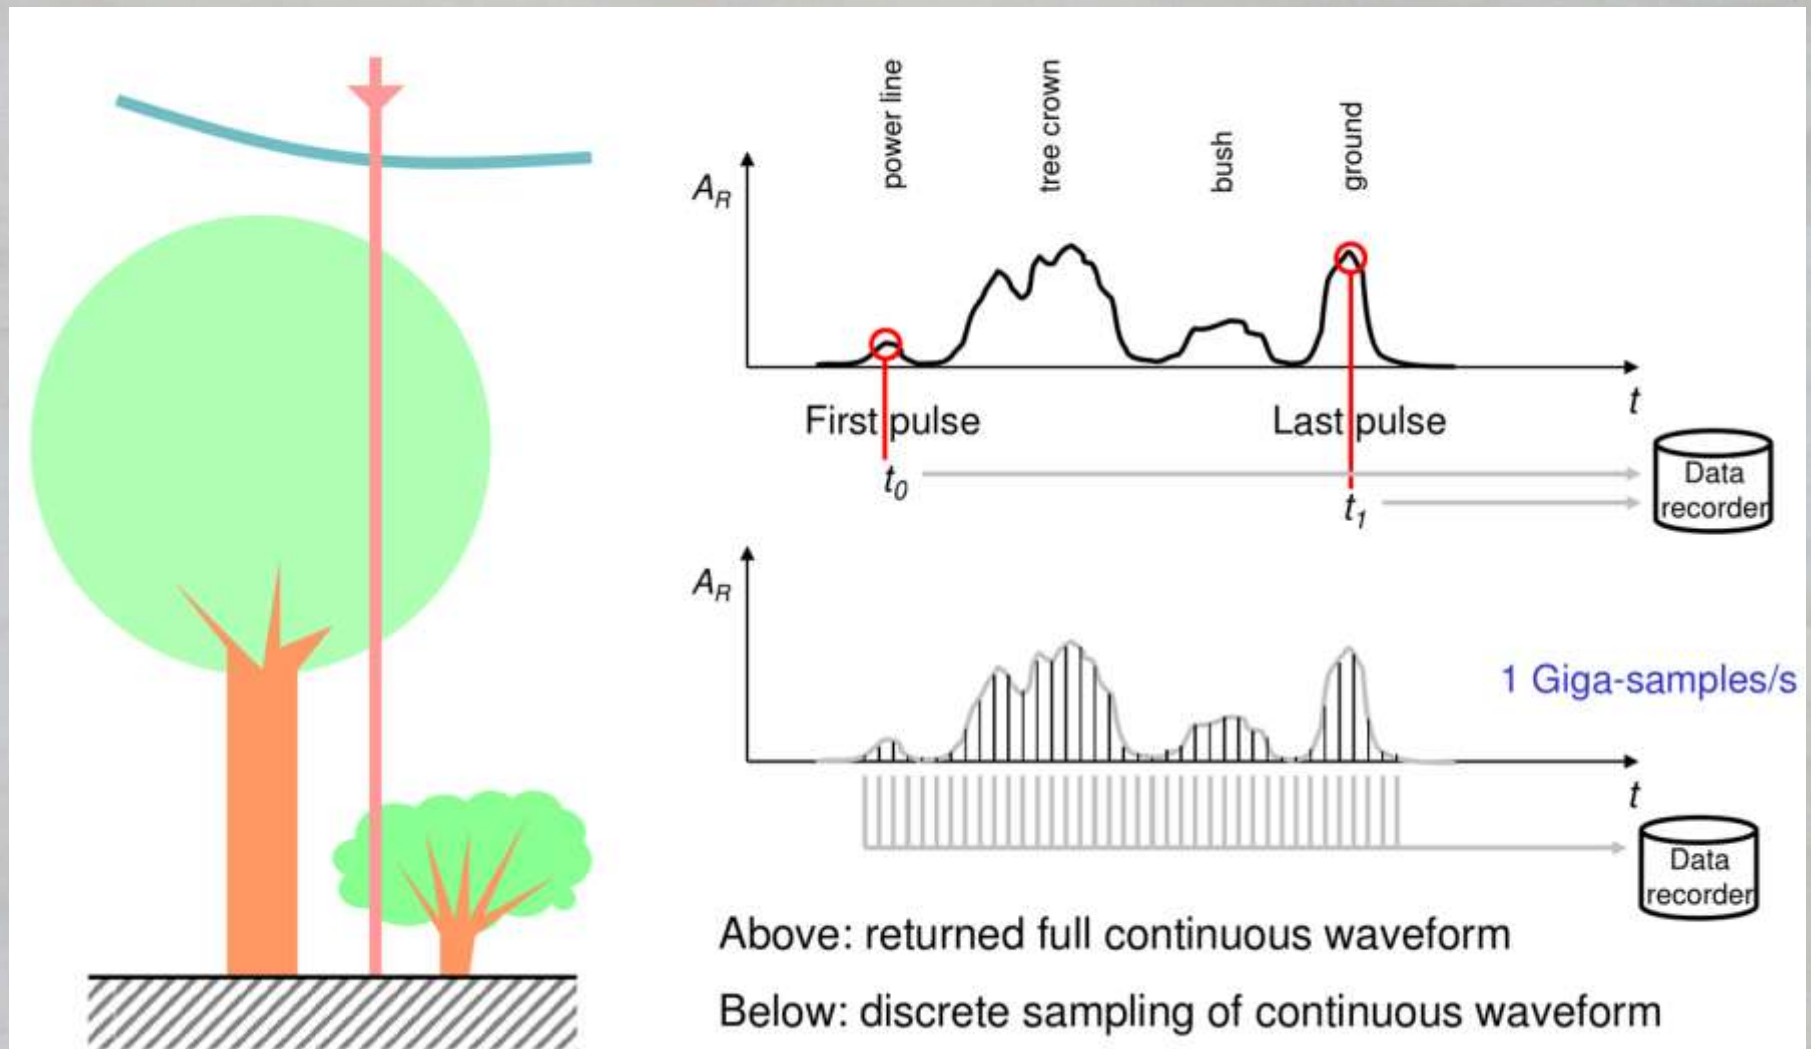 power line
tree crown
bush
ground
A_R
t
First pulse
Last pulse
t_0
t_1
Data
recorder
A_R
1 Giga-samples/s
t
Data
recorder
Above: returned full continuous waveform
Below: discrete sampling of continuous waveform